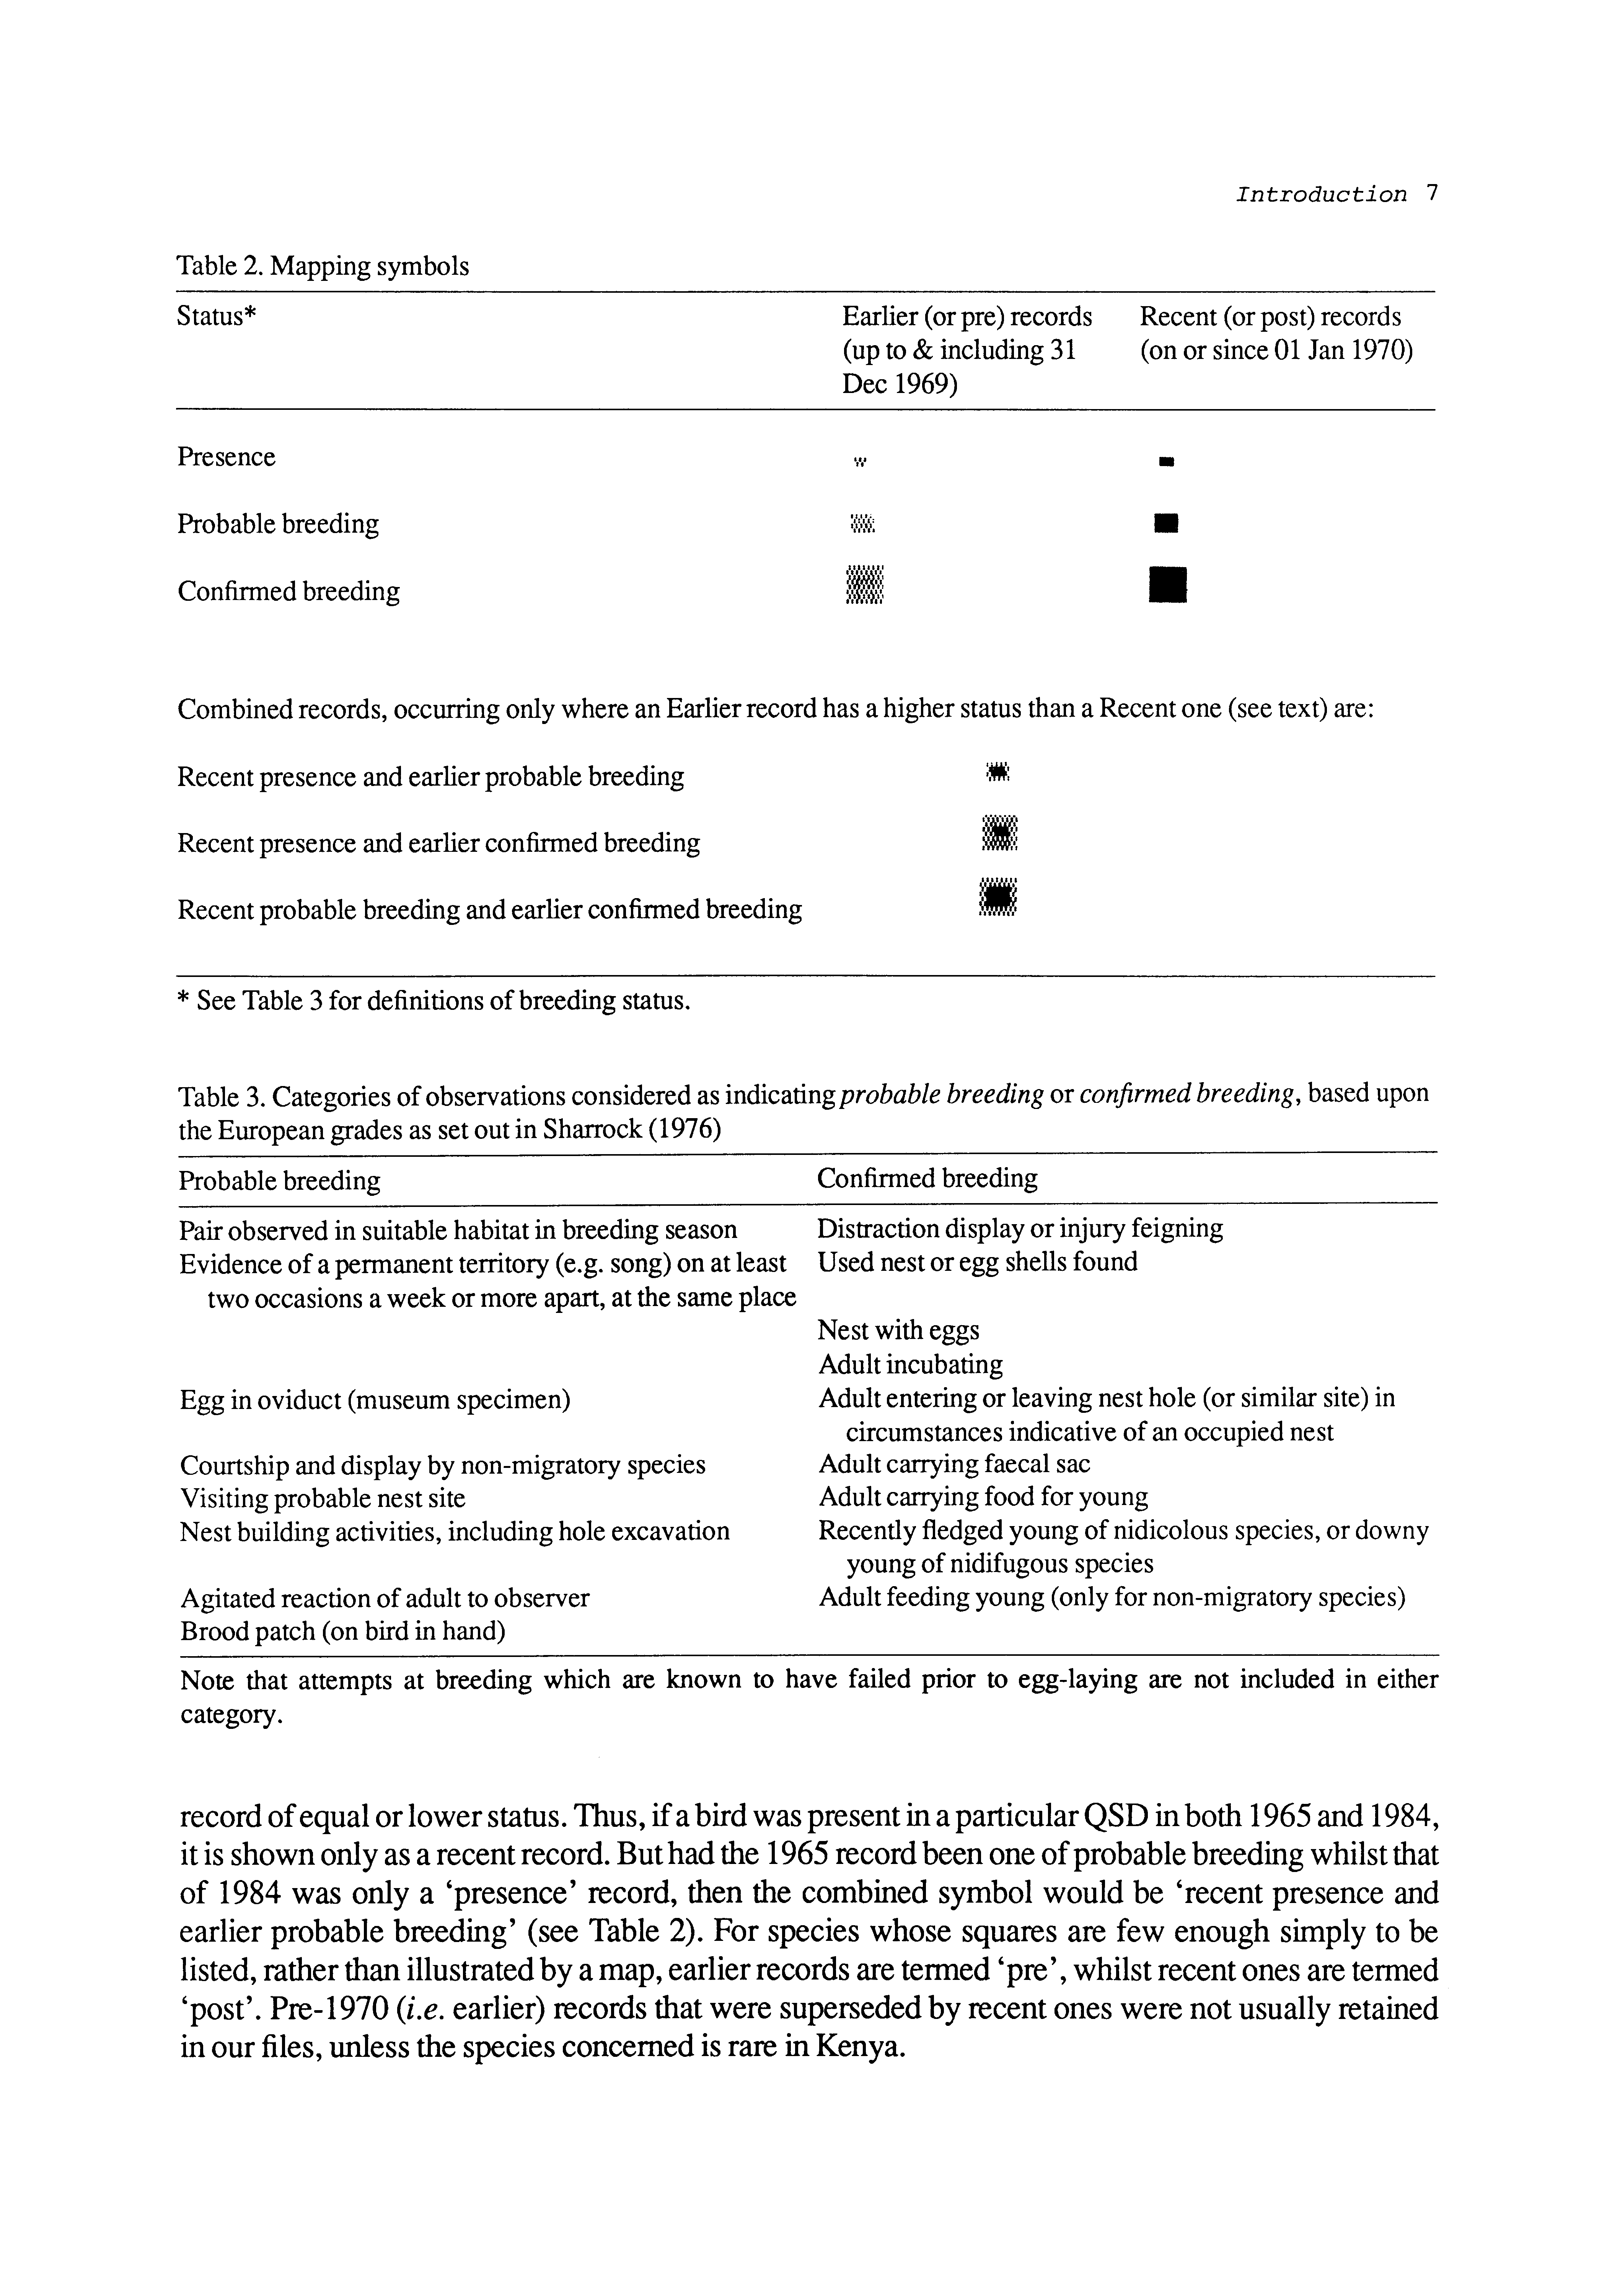 Introduction 7
Table 2. Mapping symbols
Status* Earlier (or pre) records Recent (or post) records
(up to & including 31 (on or since 01 Jan 1970)
Dec 1969)
Presence
Probable breeding
Confirmed breeding
Combined records, occurring only where an Earlier record has a higher status than a Recent one (see text) are:
Recent presence and earlier probable breeding
Recent presence and earlier confirmed breeding
Recent probable breeding and earlier confirmed breeding
* See Table 3 for definitions of breeding status.
Table 3. Categories of observations considered as indicating probable breeding or confirmed breeding, based upon
the European grades as set out in Sharrock (1976)
Probable breeding Confirmed breeding
Pair observed in suitable habitat in breeding season Distraction display or injury feigning
Evidence of a permanent territory (e.g. song) on at least Used nest or egg shells found
two occasions a week or more apart, at the same place
Nest with eggs
Adult incubating
Egg in oviduct (museum specimen) Adult entering or leaving nest hole (or similar site) in
circumstances indicative of an occupied nest
Courtship and display by non-migratory species Adult carrying faecal sac
Visiting probable nest site Adult carrying food for young
Nest building activities, including hole excavation Recently fledged young of nidicolous species, or downy
young of nidifugous species
Agitated reaction of adult to observer Adult feeding young (only for non-migratory species)
Brood patch (on bird in hand)
Note that attempts at breeding which are known to have failed prior to egg-laying are not included in either
category.
record of equal or lower status. Thus, if a bird was present in a particular QSD in both 1965 and 1984,
it is shown only as a recent record. But had the 1965 record been one of probable breeding whilst that
of 1984 was only a ‘presence’ record, then the combined symbol would be ‘recent presence and
earlier probable breeding’ (see Table 2). For species whose squares are few enough simply to be
listed, rather than illustrated by a map, earlier records are termed ‘pre’, whilst recent ones are termed
‘post’. Pre-1970 (i.e. earlier) records that were superseded by recent ones were not usually retained
in our files, unless the species concerned is rare in Kenya.